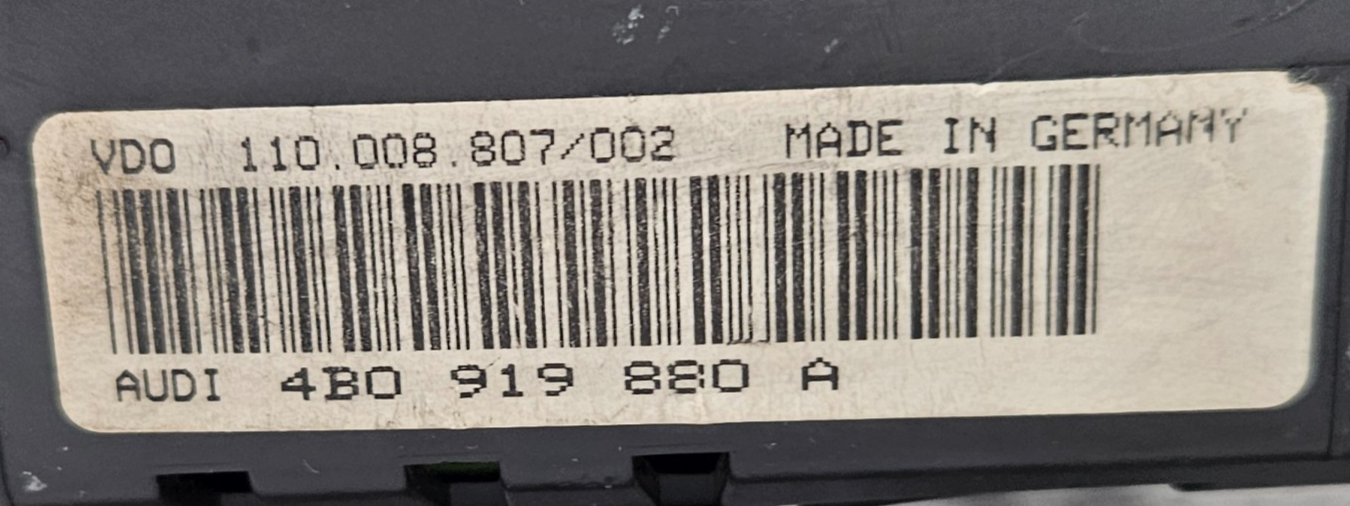 VDO 110.008.807/002 MADE IN GERMANY
AUDI 4B0 919 880 A